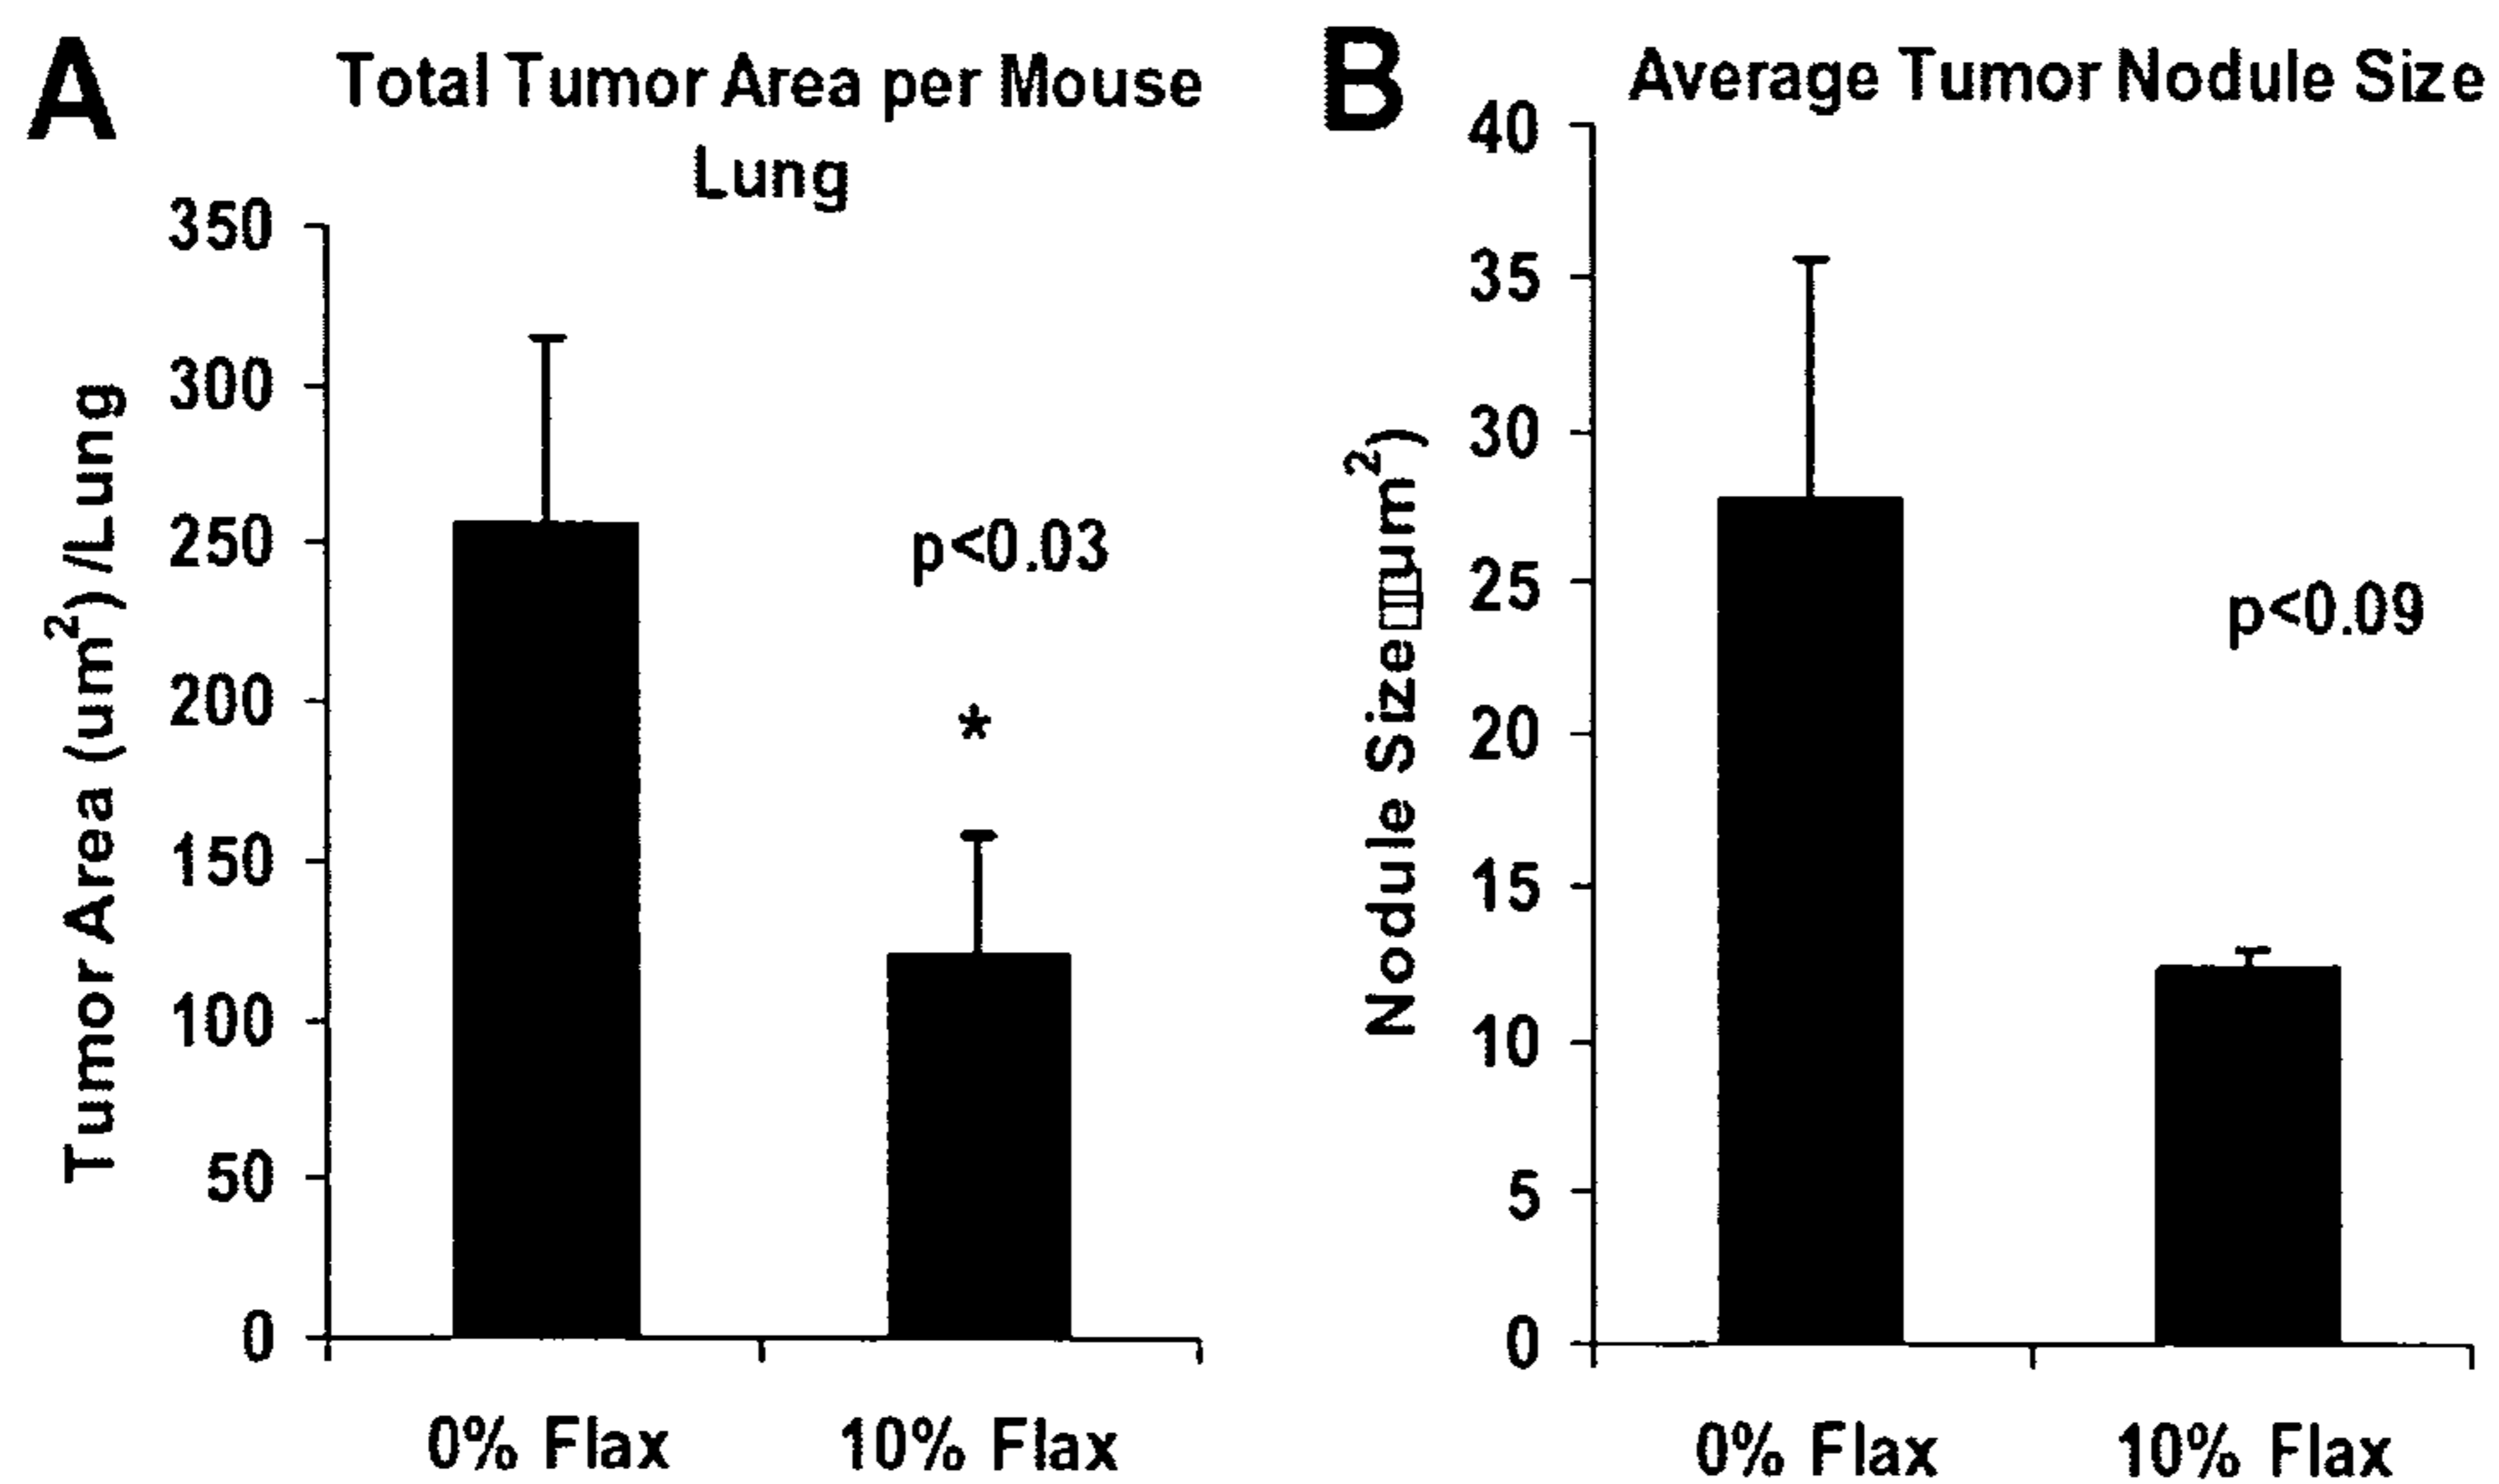 A
Total Tumor Area per Mouse
Lung
Tumor Area (um²)/Lung
350
300
250
200
150
100
50
0
p<0.03
*
0% Flax
10% Flax
B
Average Tumor Nodule Size
Nodule Size um²)
40
35
30
25
20
15
10
5
0
p<0.09
0% Flax
10% Flax